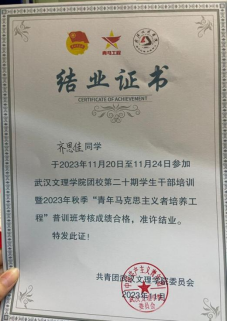 青马工程
结业证书
CERTIFICATE OF ACHIEVEMENT
齐思佳 同学
于2023年11月20日至11月24日参加
武汉文理学院团校第二十期学生干部培训
暨2023年秋季“青年马克思主义者培养工
程”普训班考核成绩合格，准许结业。
特发此证！
共青团武汉文理学院委员会
2023年11月